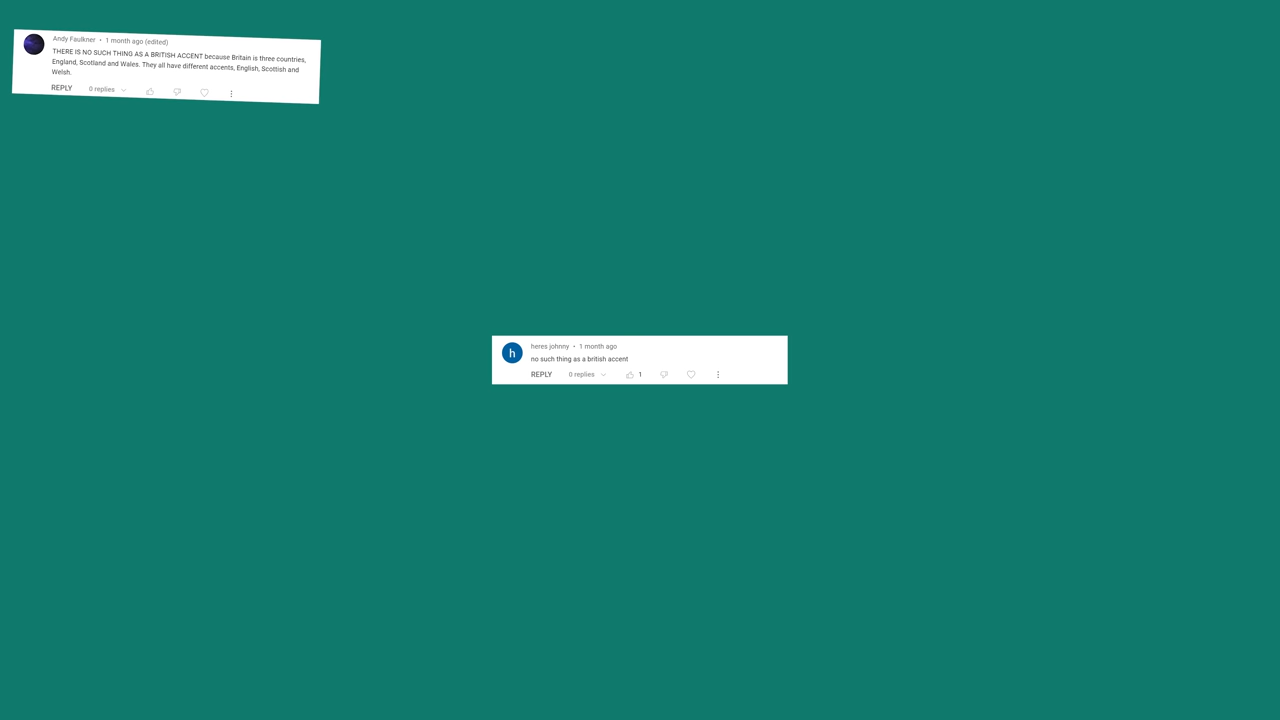 Andy Faulkner • 1 month ago (edited)
THERE IS NO SUCH THING AS A BRITISH ACCENT because Britain is three countries,
England, Scotland and Wales. They all have different accents, English, Scottish and
Welsh.
REPLY 0 replies
h
heres johnny • 1 month ago
no such thing as a british accent
REPLY 0 replies 1